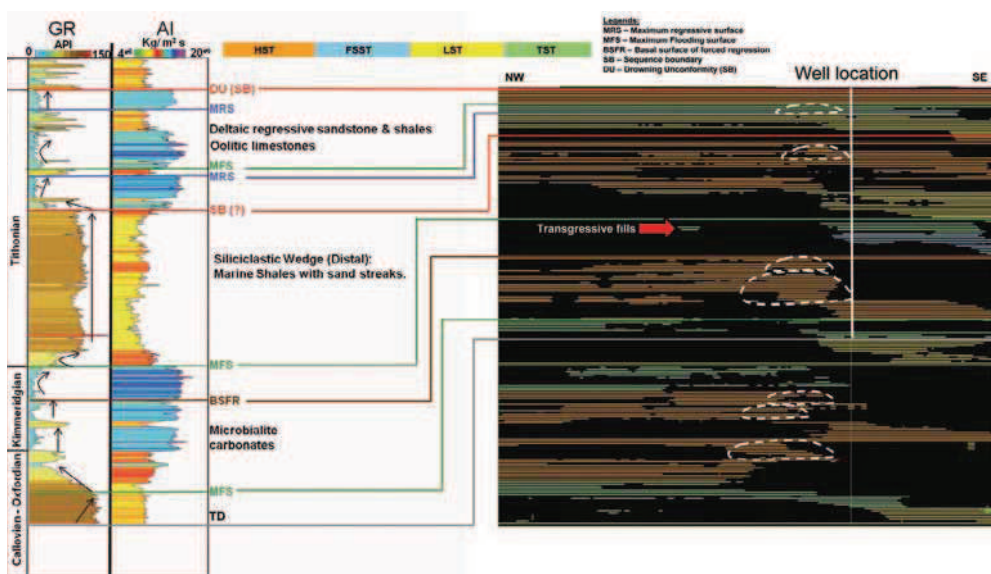 GR
API
0
150
AI
Kg/ m² s
HST
FSST
LST
TST
Legends:
MRS – Maximum regressive surface
MFS – Maximum Flooding surface
BSFR – Basal surface of forced regression
SB – Sequence boundary
DU – Drowning Unconformity (SB)
NW
Well location
SE
DU (SB)
MRS
Deltaic regressive sandstone & shales
Oolitic limestones
MFS
MRS
SB (?)
Transgressive fills
Siliciclastic Wedge (Distal):
Marine Shales with sand streaks.
MFS
BSFR
Microbialite
carbonates
MFS
TD
Tithonian
Kimmeridgian
Callovian - Oxfordian